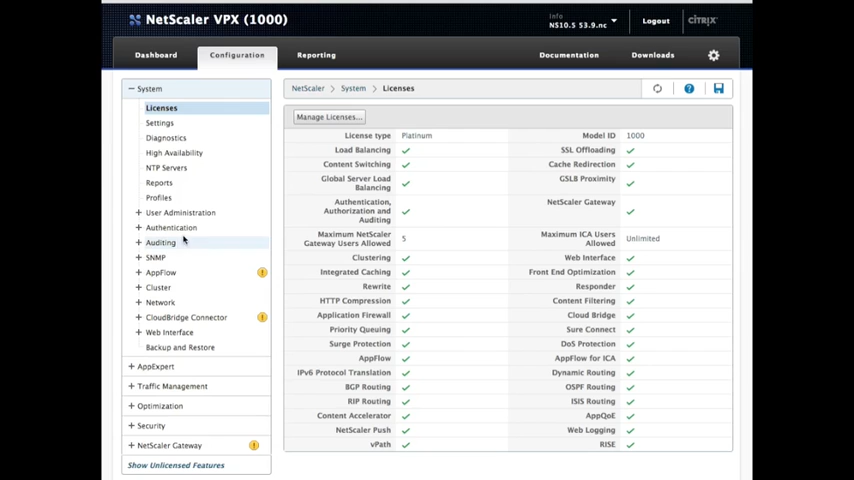 NetScaler VPX (1000)
Info
NS10.5 53.9.nc
Logout
CITRIX
Dashboard
Configuration
Reporting
Documentation
Downloads
− System
Licenses
Settings
Diagnostics
High Availability
NTP Servers
Reports
Profiles
+ User Administration
+ Authentication
+ Auditing
+ SNMP
+ AppFlow
+ Cluster
+ Network
+ CloudBridge Connector
+ Web Interface
Backup and Restore
+ AppExpert
+ Traffic Management
+ Optimization
+ Security
+ NetScaler Gateway
Show Unlicensed Features
NetScaler > System > Licenses
Manage Licenses...
License type Platinum Model ID 1000
Load Balancing ✓ SSL Offloading ✓
Content Switching ✓ Cache Redirection ✓
Global Server Load
Balancing ✓
GSLB Proximity ✓
Authentication,
Authorization and
Auditing ✓
NetScaler Gateway ✓
Maximum NetScaler
Gateway Users Allowed 5
Maximum ICA Users
Allowed Unlimited
Clustering ✓ Web Interface ✓
Integrated Caching ✓ Front End Optimization ✓
Rewrite ✓ Responder ✓
HTTP Compression ✓ Content Filtering ✓
Application Firewall ✓ Cloud Bridge ✓
Priority Queuing ✓ Sure Connect ✓
Surge Protection ✓ DoS Protection ✓
AppFlow ✓ AppFlow for ICA ✓
IPv6 Protocol Translation ✓ Dynamic Routing ✓
BGP Routing ✓ OSPF Routing ✓
RIP Routing ✓ ISIS Routing ✓
Content Accelerator ✓ AppQoE ✓
NetScaler Push ✓ Web Logging ✓
vPath ✓ RISE ✓